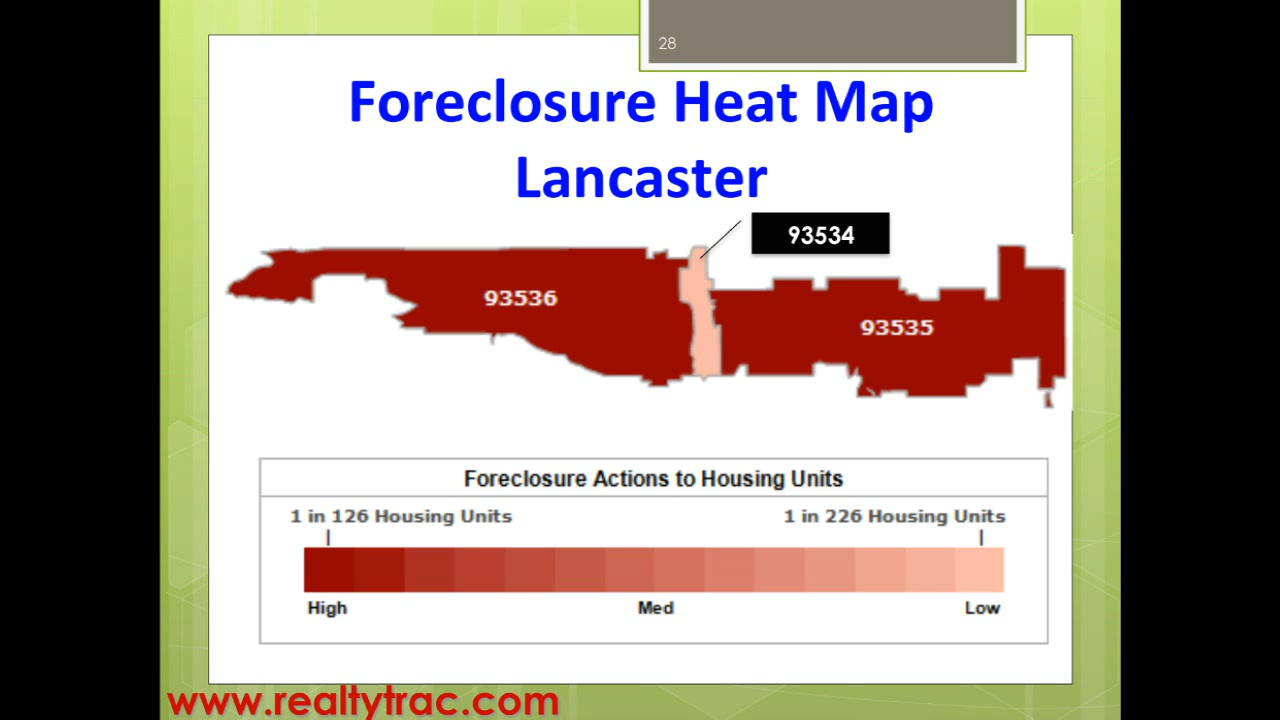 28
Foreclosure Heat Map
Lancaster
93534
93536
93535
Foreclosure Actions to Housing Units
1 in 126 Housing Units
1 in 226 Housing Units
High
Med
Low
www.realtytrac.com